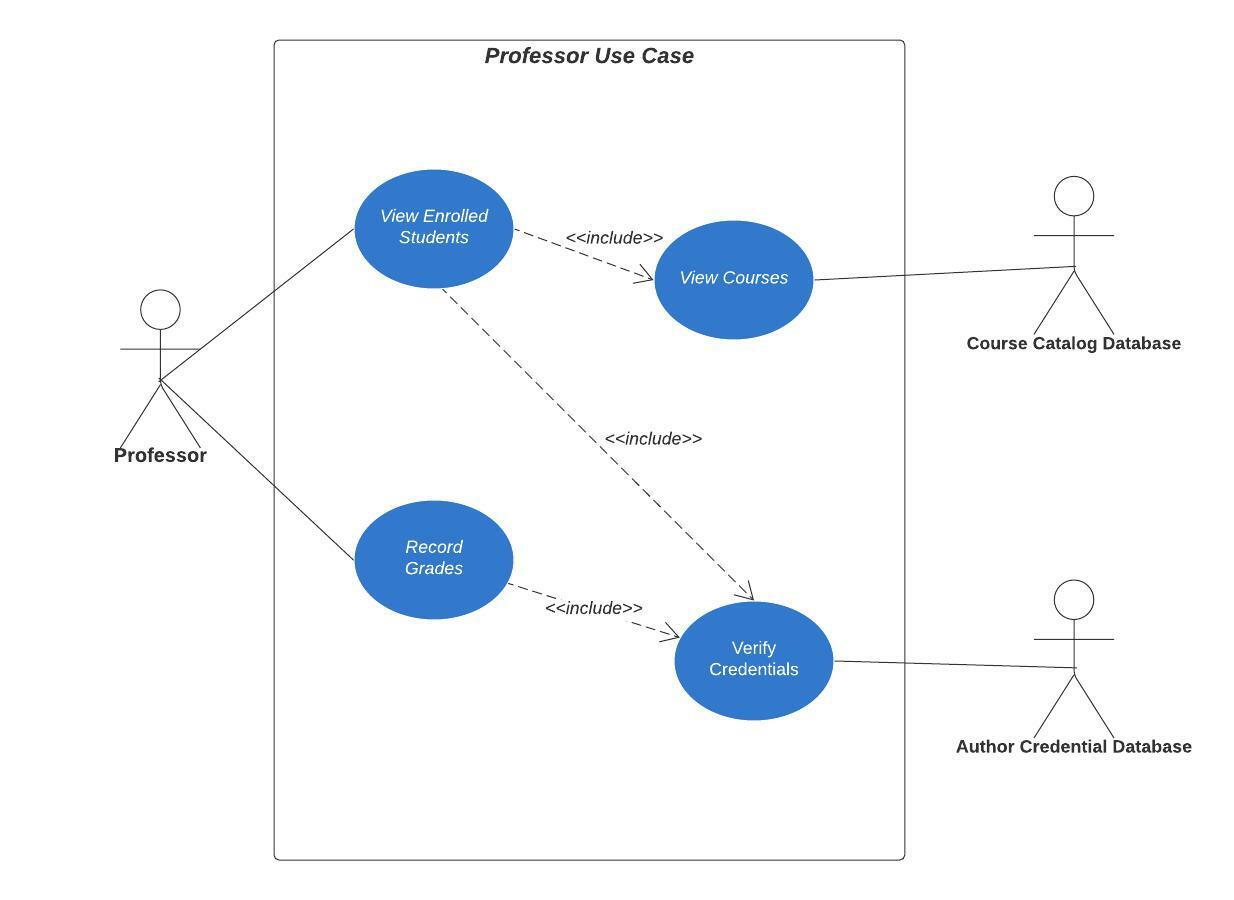 Professor Use Case
View Enrolled
Students
<<include>>
View Courses
Course Catalog Database
Professor
<<include>>
Record
Grades
<<include>>
Verify
Credentials
Author Credential Database